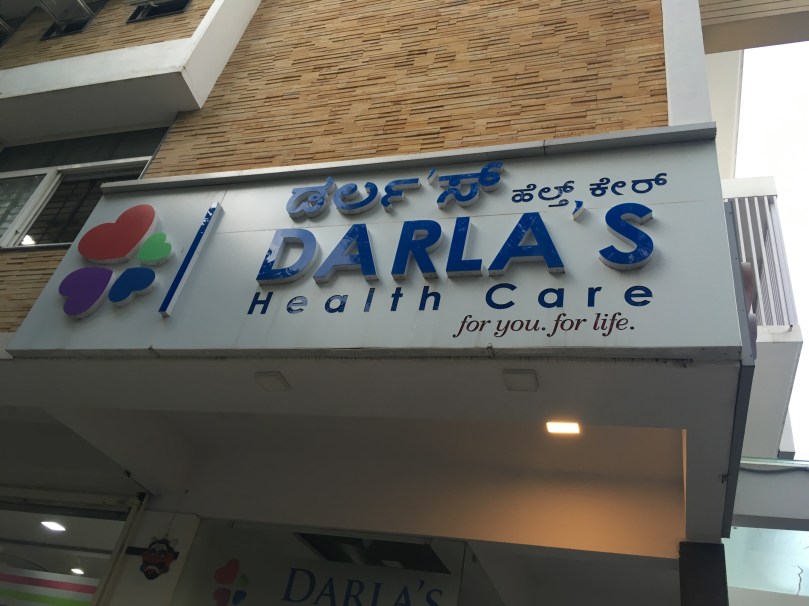 ಡರ್ಲಾ'ಸ್ ಹೆಲ್ತ್ ಕೇರ್
DARLA'S
Health Care
for you. for life.
DARLA'S